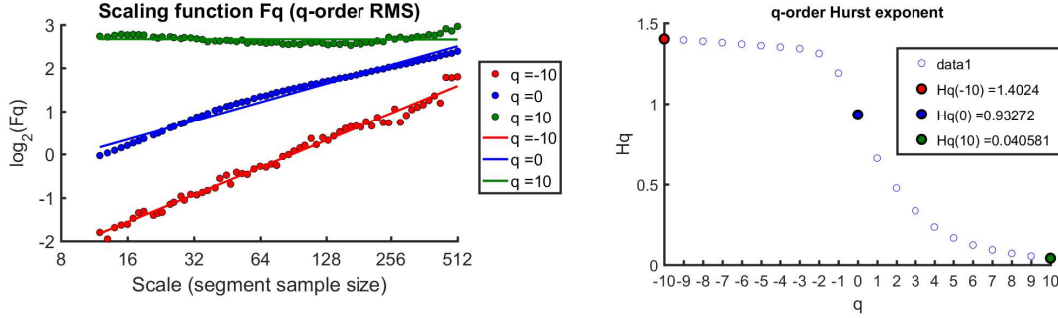 Scaling function Fq (q-order RMS)
3
2
1
0
-1
-2
log2(Fq)
8 16 32 64 128 256 512
Scale (segment sample size)
q =-10
q =0
q =10
q =-10
q =0
q =10
q-order Hurst exponent
1.5
1
0.5
0
Hq
-10 -9 -8 -7 -6 -5 -4 -3 -2 -1 0 1 2 3 4 5 6 7 8 9 10
q
data1
Hq(-10) =1.4024
Hq(0) =0.93272
Hq(10) =0.040581